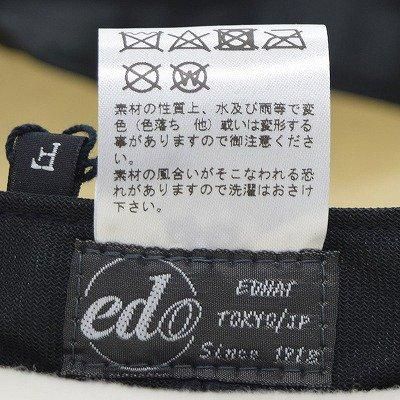 W
素材の性質上、水及び雨等で変
色（色落ち 他）或いは変形する
事がありますので御注意ください。
素材の風合いがそこなわれる恐
れがありますので洗濯はおさけ
下さい。
edo
EDHAT
TOKYO/JP
Since 1912